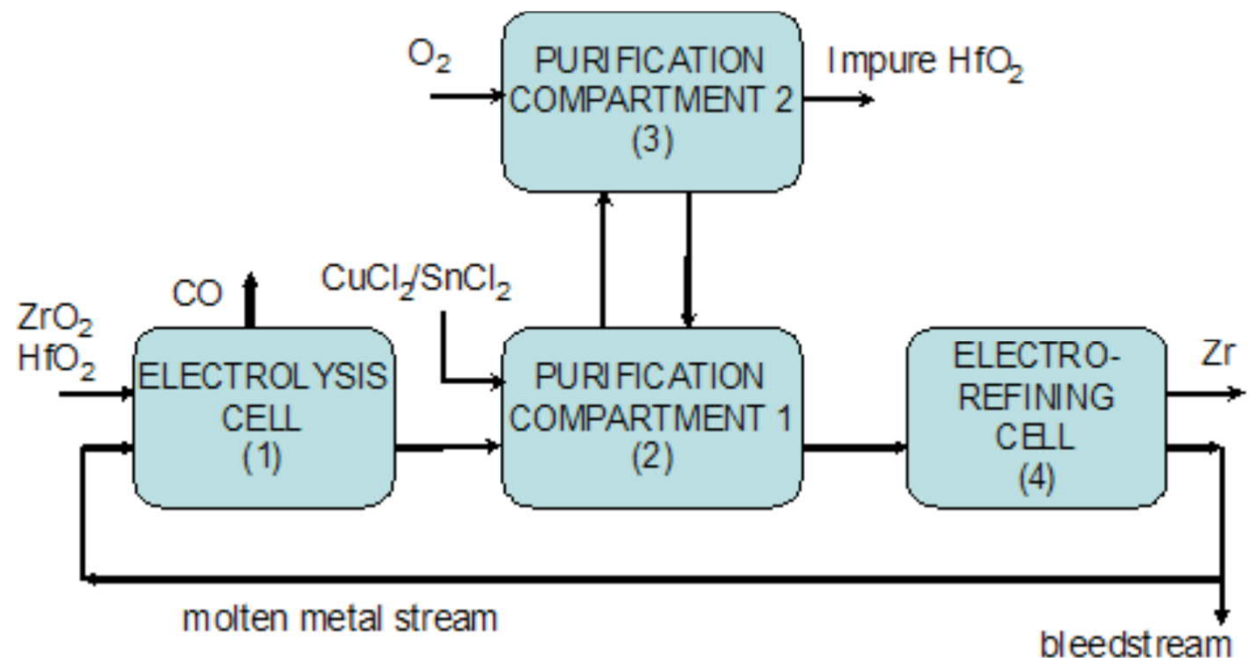 O₂
PURIFICATION
COMPARTMENT 2
(3)
Impure HfO₂
CO
CuCl₂/SnCl₂
ZrO₂
HfO₂
ELECTROLYSIS
CELL
(1)
PURIFICATION
COMPARTMENT 1
(2)
ELECTRO-
REFINING
CELL
(4)
Zr
molten metal stream
bleedstream